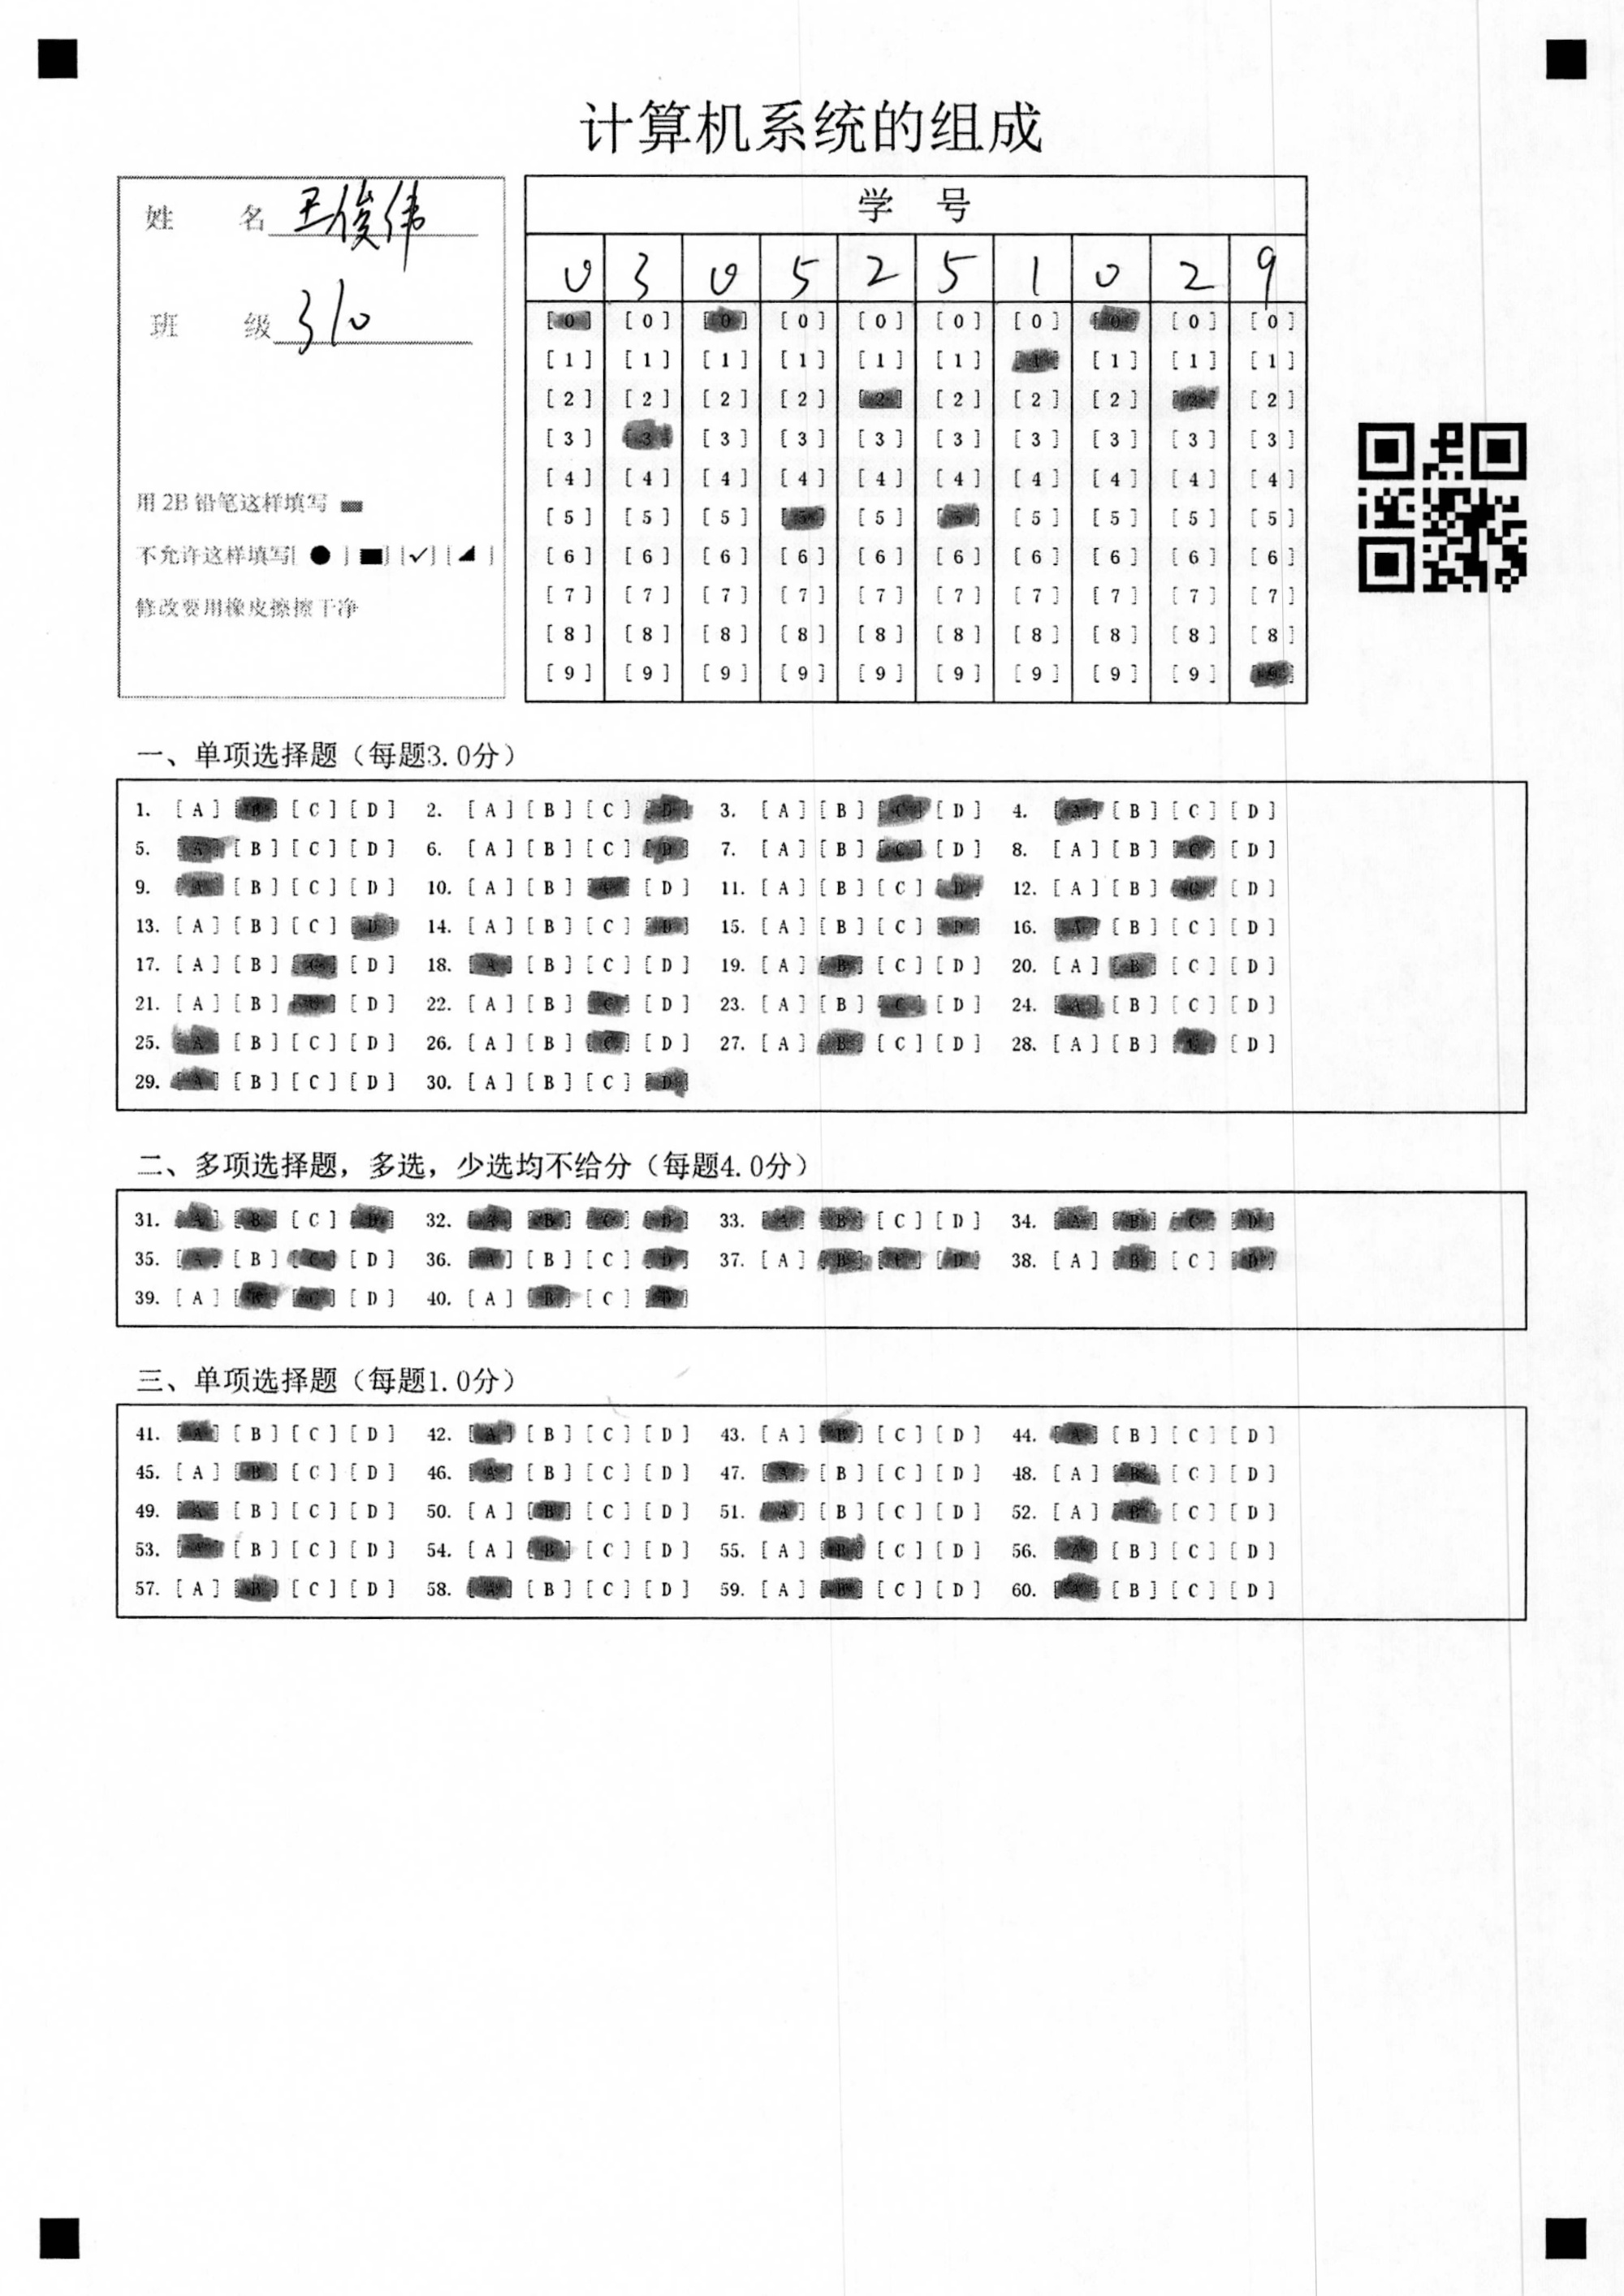 计算机系统的组成
姓 名 王俊伟
班 级 310
用 2B 铅笔这样填写
不允许这样填写[ ● ] [■] [✓] [◢ ]
修改要用橡皮擦擦干净
学 号
0 3 0 5 2 5 1 0 2 9
[0] [0] [0] [0] [0] [0] [0] [0] [0] [0]
[1] [1] [1] [1] [1] [1] [1] [1] [1] [1]
[2] [2] [2] [2] [2] [2] [2] [2] [2] [2]
[3] [3] [3] [3] [3] [3] [3] [3] [3] [3]
[4] [4] [4] [4] [4] [4] [4] [4] [4] [4]
[5] [5] [5] [5] [5] [5] [5] [5] [5] [5]
[6] [6] [6] [6] [6] [6] [6] [6] [6] [6]
[7] [7] [7] [7] [7] [7] [7] [7] [7] [7]
[8] [8] [8] [8] [8] [8] [8] [8] [8] [8]
[9] [9] [9] [9] [9] [9] [9] [9] [9] [9]
一、单项选择题（每题3.0分）
1. [A] [B] [C] [D] 2. [A] [B] [C] [D] 3. [A] [B] [C] [D] 4. [A] [B] [C] [D]
5. [A] [B] [C] [D] 6. [A] [B] [C] [D] 7. [A] [B] [C] [D] 8. [A] [B] [C] [D]
9. [A] [B] [C] [D] 10. [A] [B] [C] [D] 11. [A] [B] [C] [D] 12. [A] [B] [C] [D]
13. [A] [B] [C] [D] 14. [A] [B] [C] [D] 15. [A] [B] [C] [D] 16. [A] [B] [C] [D]
17. [A] [B] [C] [D] 18. [A] [B] [C] [D] 19. [A] [B] [C] [D] 20. [A] [B] [C] [D]
21. [A] [B] [C] [D] 22. [A] [B] [C] [D] 23. [A] [B] [C] [D] 24. [A] [B] [C] [D]
25. [A] [B] [C] [D] 26. [A] [B] [C] [D] 27. [A] [B] [C] [D] 28. [A] [B] [C] [D]
29. [A] [B] [C] [D] 30. [A] [B] [C] [D]
二、多项选择题，多选，少选均不给分（每题4.0分）
31. [A] [B] [C] [D] 32. [A] [B] [C] [D] 33. [A] [B] [C] [D] 34. [A] [B] [C] [D]
35. [A] [B] [C] [D] 36. [A] [B] [C] [D] 37. [A] [B] [C] [D] 38. [A] [B] [C] [D]
39. [A] [B] [C] [D] 40. [A] [B] [C] [D]
三、单项选择题（每题1.0分）
41. [A] [B] [C] [D] 42. [A] [B] [C] [D] 43. [A] [B] [C] [D] 44. [A] [B] [C] [D]
45. [A] [B] [C] [D] 46. [A] [B] [C] [D] 47. [A] [B] [C] [D] 48. [A] [B] [C] [D]
49. [A] [B] [C] [D] 50. [A] [B] [C] [D] 51. [A] [B] [C] [D] 52. [A] [B] [C] [D]
53. [A] [B] [C] [D] 54. [A] [B] [C] [D] 55. [A] [B] [C] [D] 56. [A] [B] [C] [D]
57. [A] [B] [C] [D] 58. [A] [B] [C] [D] 59. [A] [B] [C] [D] 60. [A] [B] [C] [D]